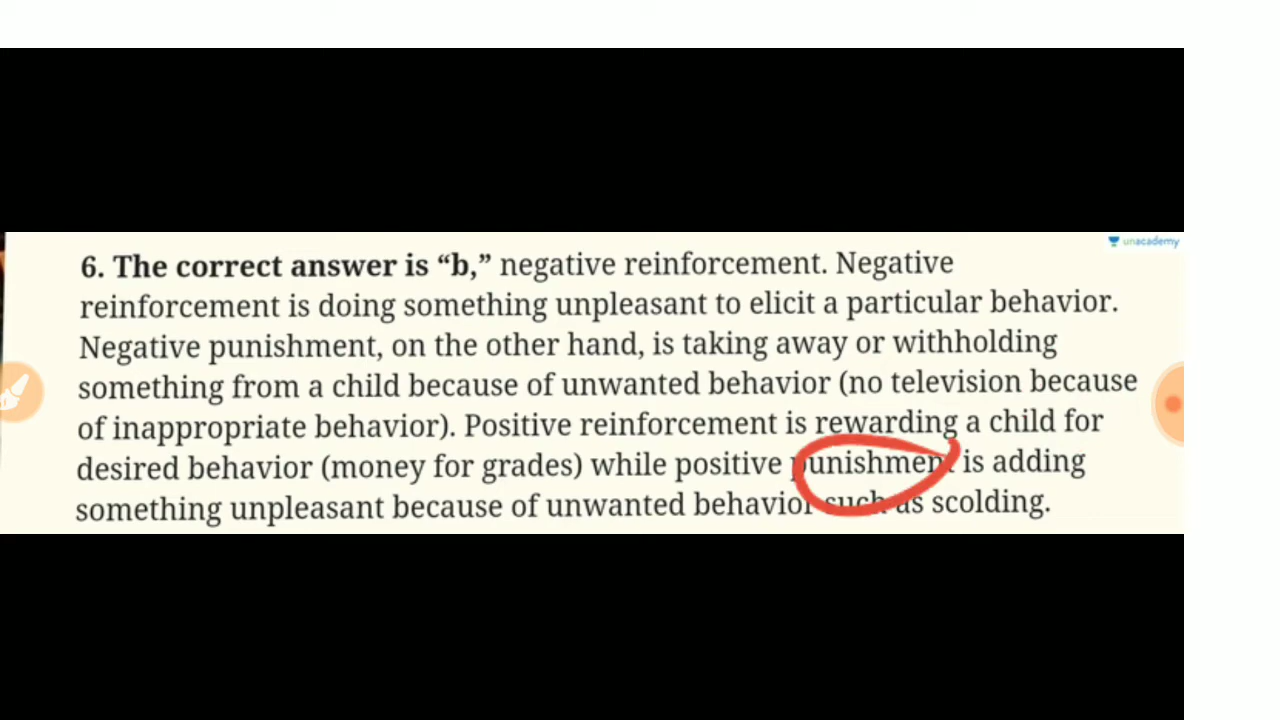 unacademy
6. The correct answer is “b,” negative reinforcement. Negative
reinforcement is doing something unpleasant to elicit a particular behavior.
Negative punishment, on the other hand, is taking away or withholding
something from a child because of unwanted behavior (no television because
of inappropriate behavior). Positive reinforcement is rewarding a child for
desired behavior (money for grades) while positive punishment is adding
something unpleasant because of unwanted behavior such as scolding.